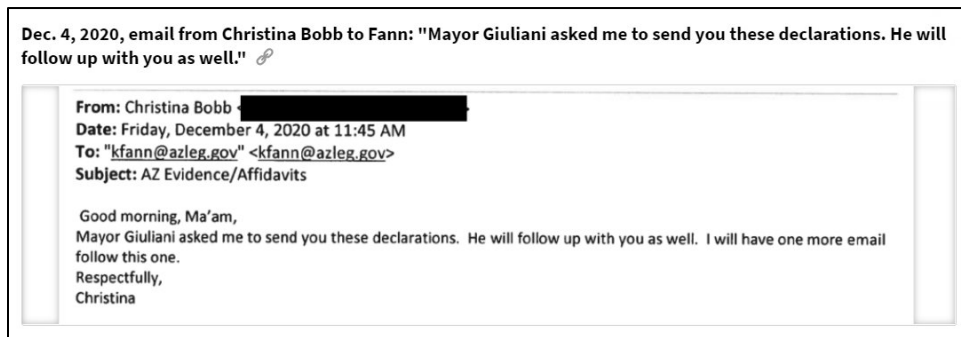 Dec. 4, 2020, email from Christina Bobb to Fann: "Mayor Giuliani asked me to send you these declarations. He will
follow up with you as well."
From: Christina Bobb <
Date: Friday, December 4, 2020 at 11:45 AM
To: "kfann@azleg.gov" <kfann@azleg.gov>
Subject: AZ Evidence/Affidavits
Good morning, Ma'am,
Mayor Giuliani asked me to send you these declarations. He will follow up with you as well. I will have one more email
follow this one.
Respectfully,
Christina